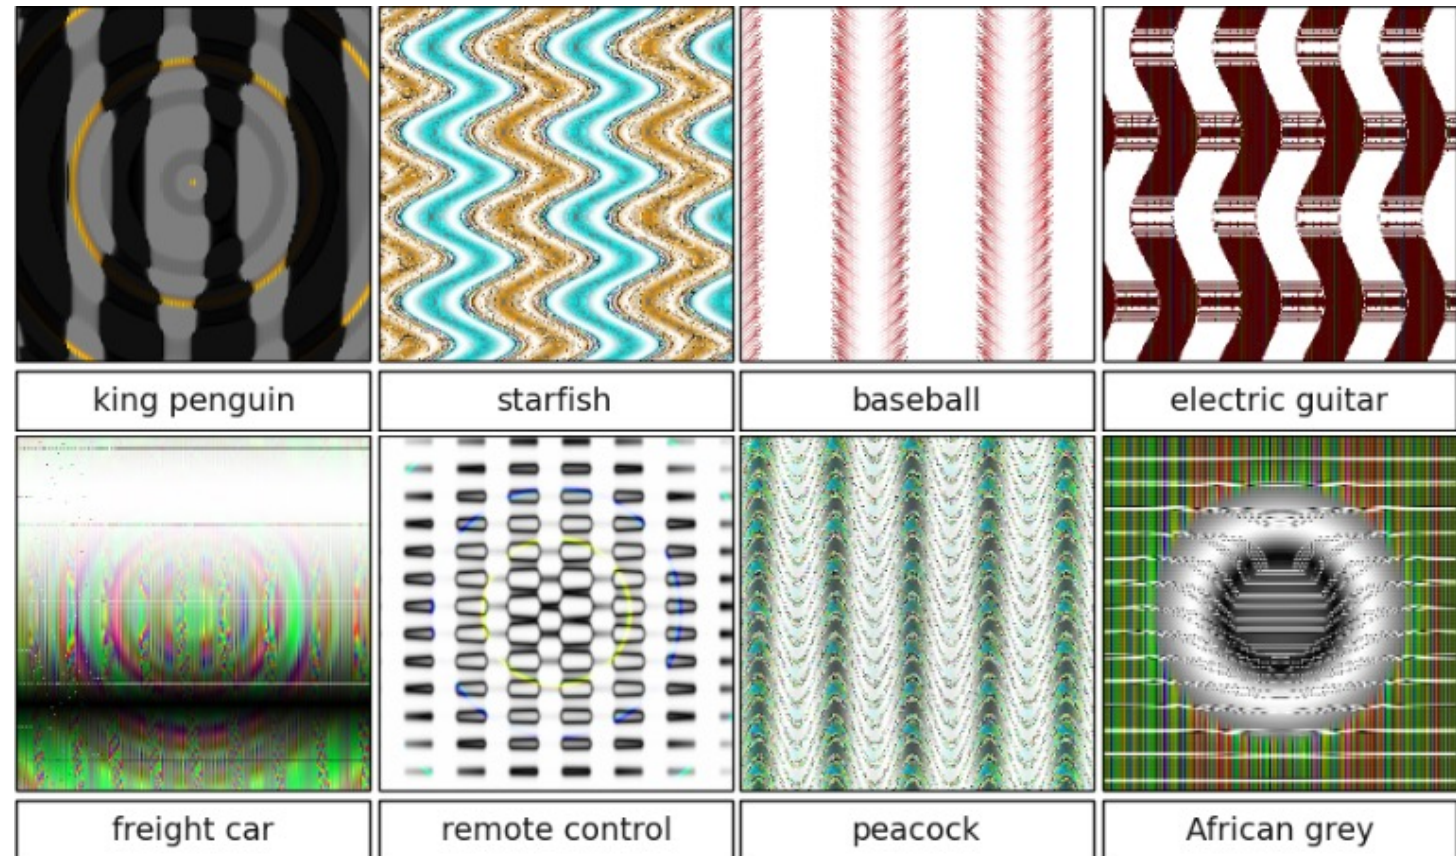 king penguin
starfish
baseball
electric guitar
freight car
remote control
peacock
African grey